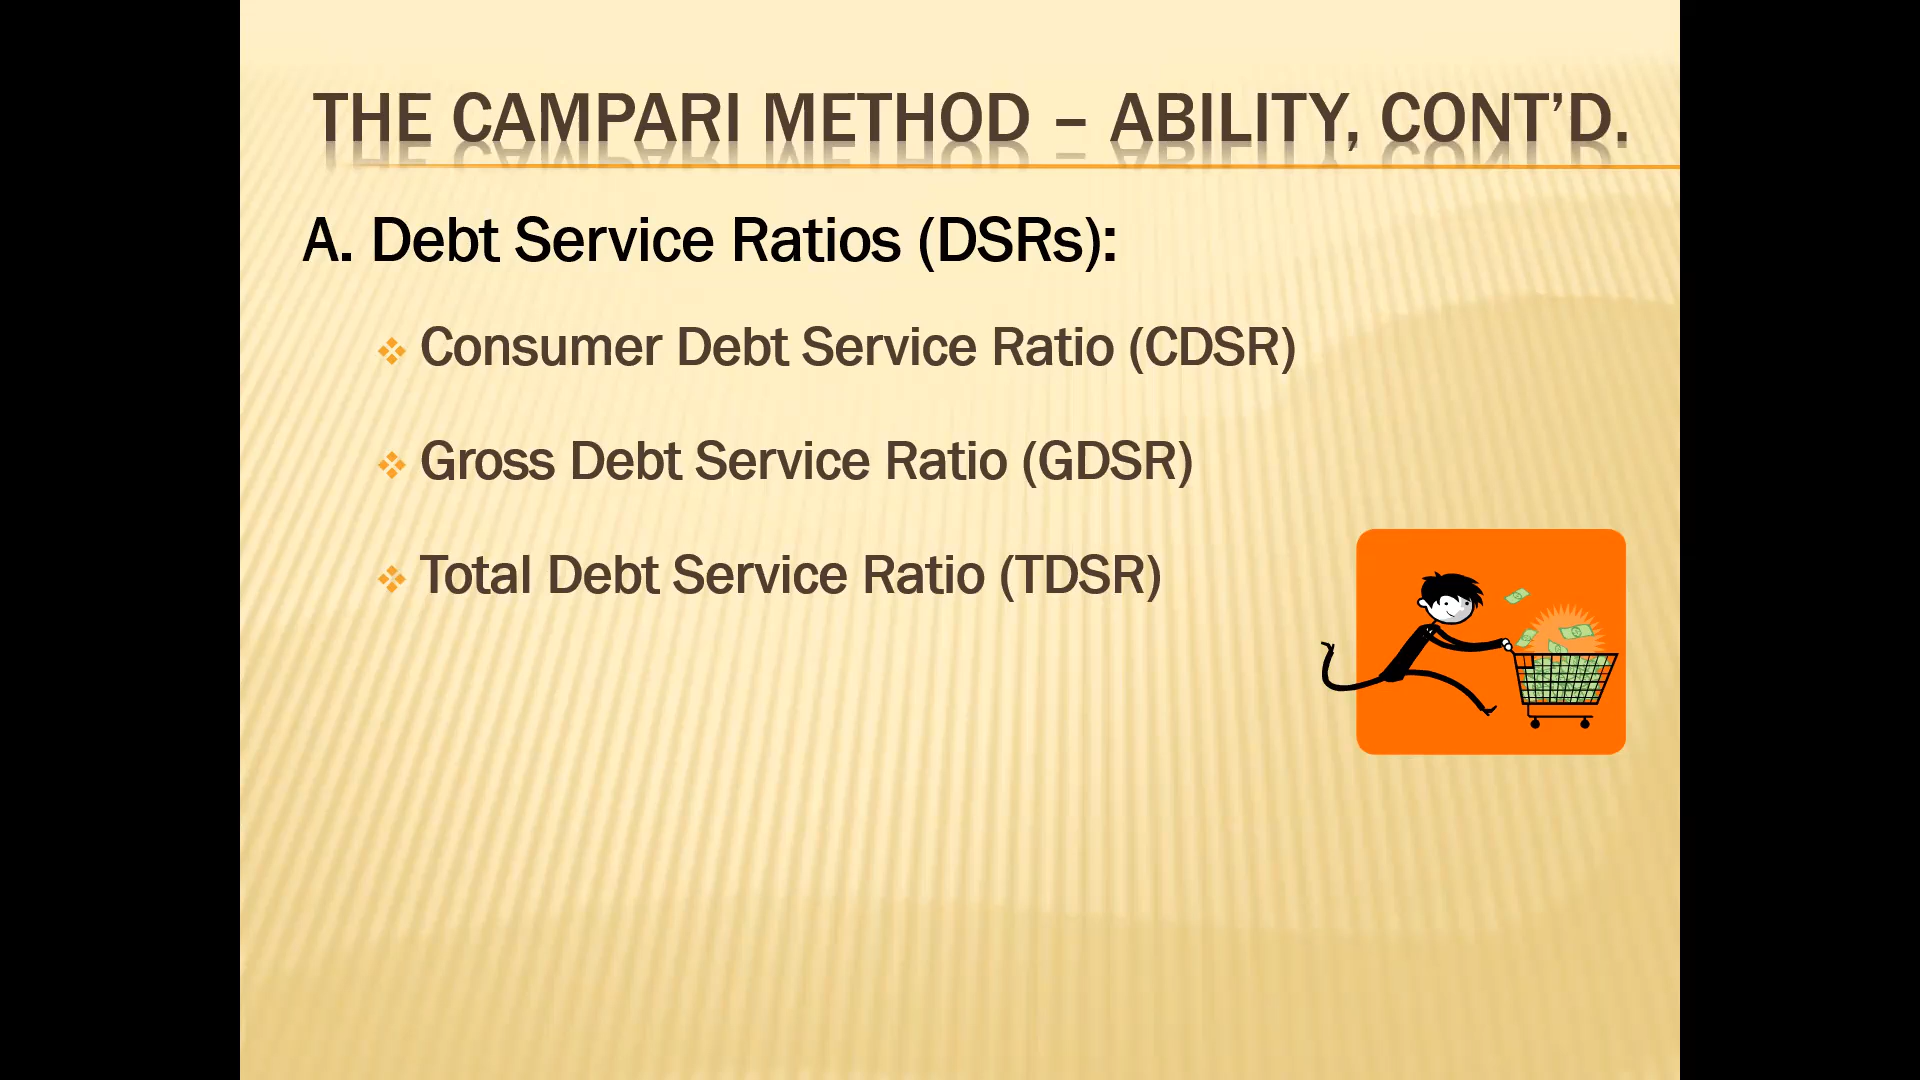 THE CAMPARI METHOD – ABILITY, CONT’D.
A. Debt Service Ratios (DSRs):
Consumer Debt Service Ratio (CDSR)
Gross Debt Service Ratio (GDSR)
Total Debt Service Ratio (TDSR)